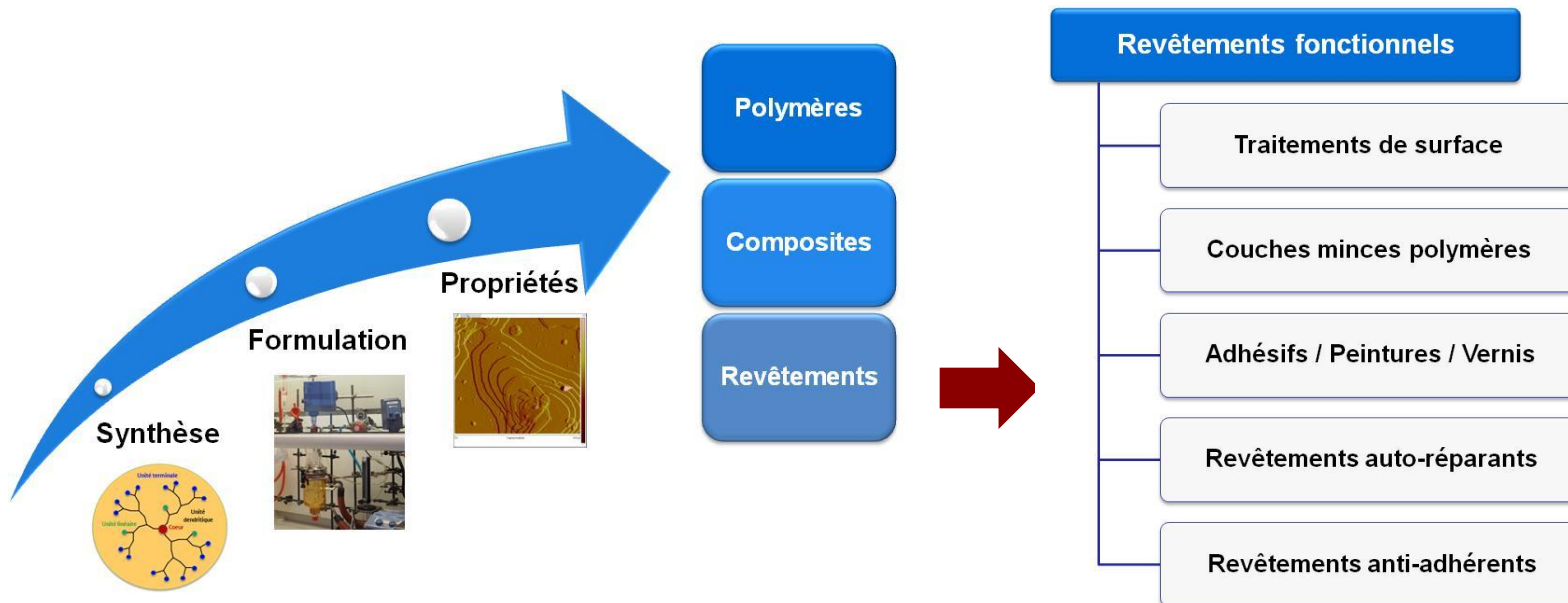 Synthèse
Unité terminale
Unité linéaire
Unité
dendritique
Coeur
Formulation
Propriétés
Polymères
Composites
Revêtements
Revêtements fonctionnels
Traitements de surface
Couches minces polymères
Adhésifs / Peintures / Vernis
Revêtements auto-réparants
Revêtements anti-adhérents